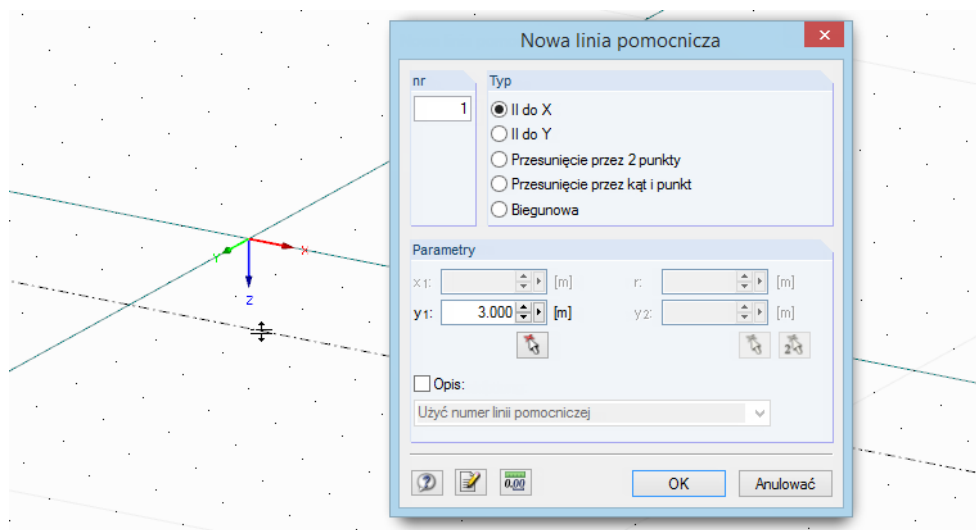 Nowa linia pomocnicza
nr
1
Typ
II do X
II do Y
Przesunięcie przez 2 punkty
Przesunięcie przez kąt i punkt
Biegunowa
Parametry
x1: [m] r: [m]
y1: 3.000 [m] y2: [m]
2
Opis:
Użyć numer linii pomocniczej
0.00
OK
Anulować
X
Y
Z